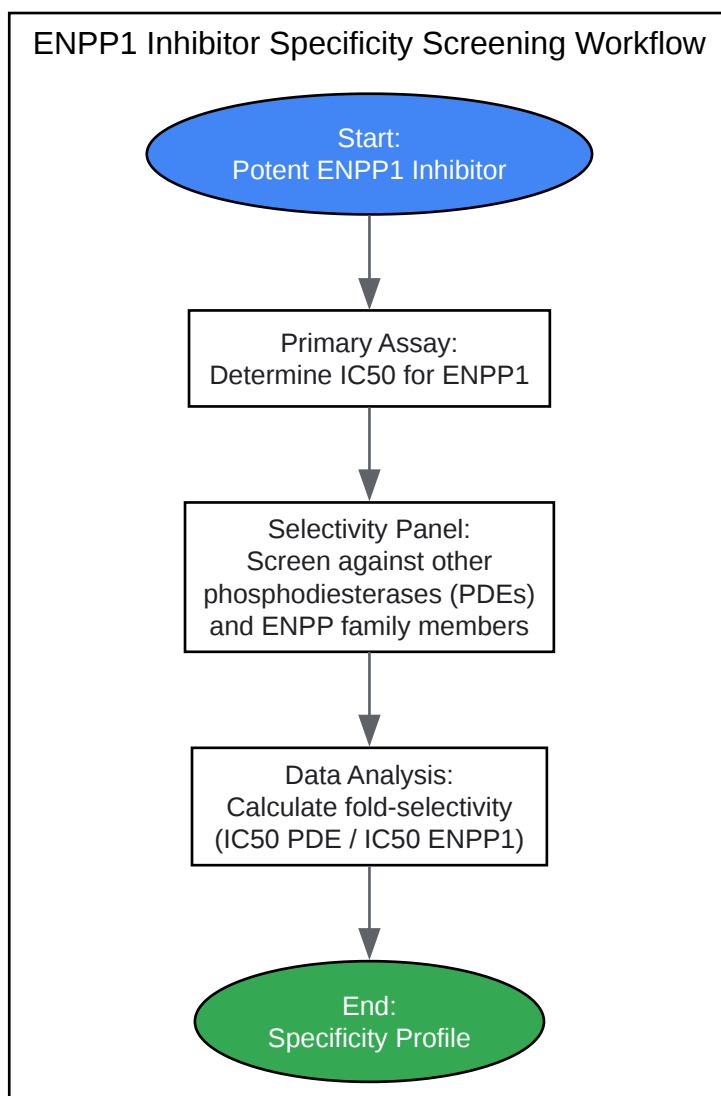 ENPP1 Inhibitor Specificity Screening Workflow
Start:
Potent ENPP1 Inhibitor
Primary Assay:
Determine IC50 for ENPP1
Selectivity Panel:
Screen against other
phosphodiesterases (PDEs)
and ENPP family members
Data Analysis:
Calculate fold-selectivity
(IC50 PDE / IC50 ENPP1)
End:
Specificity Profile